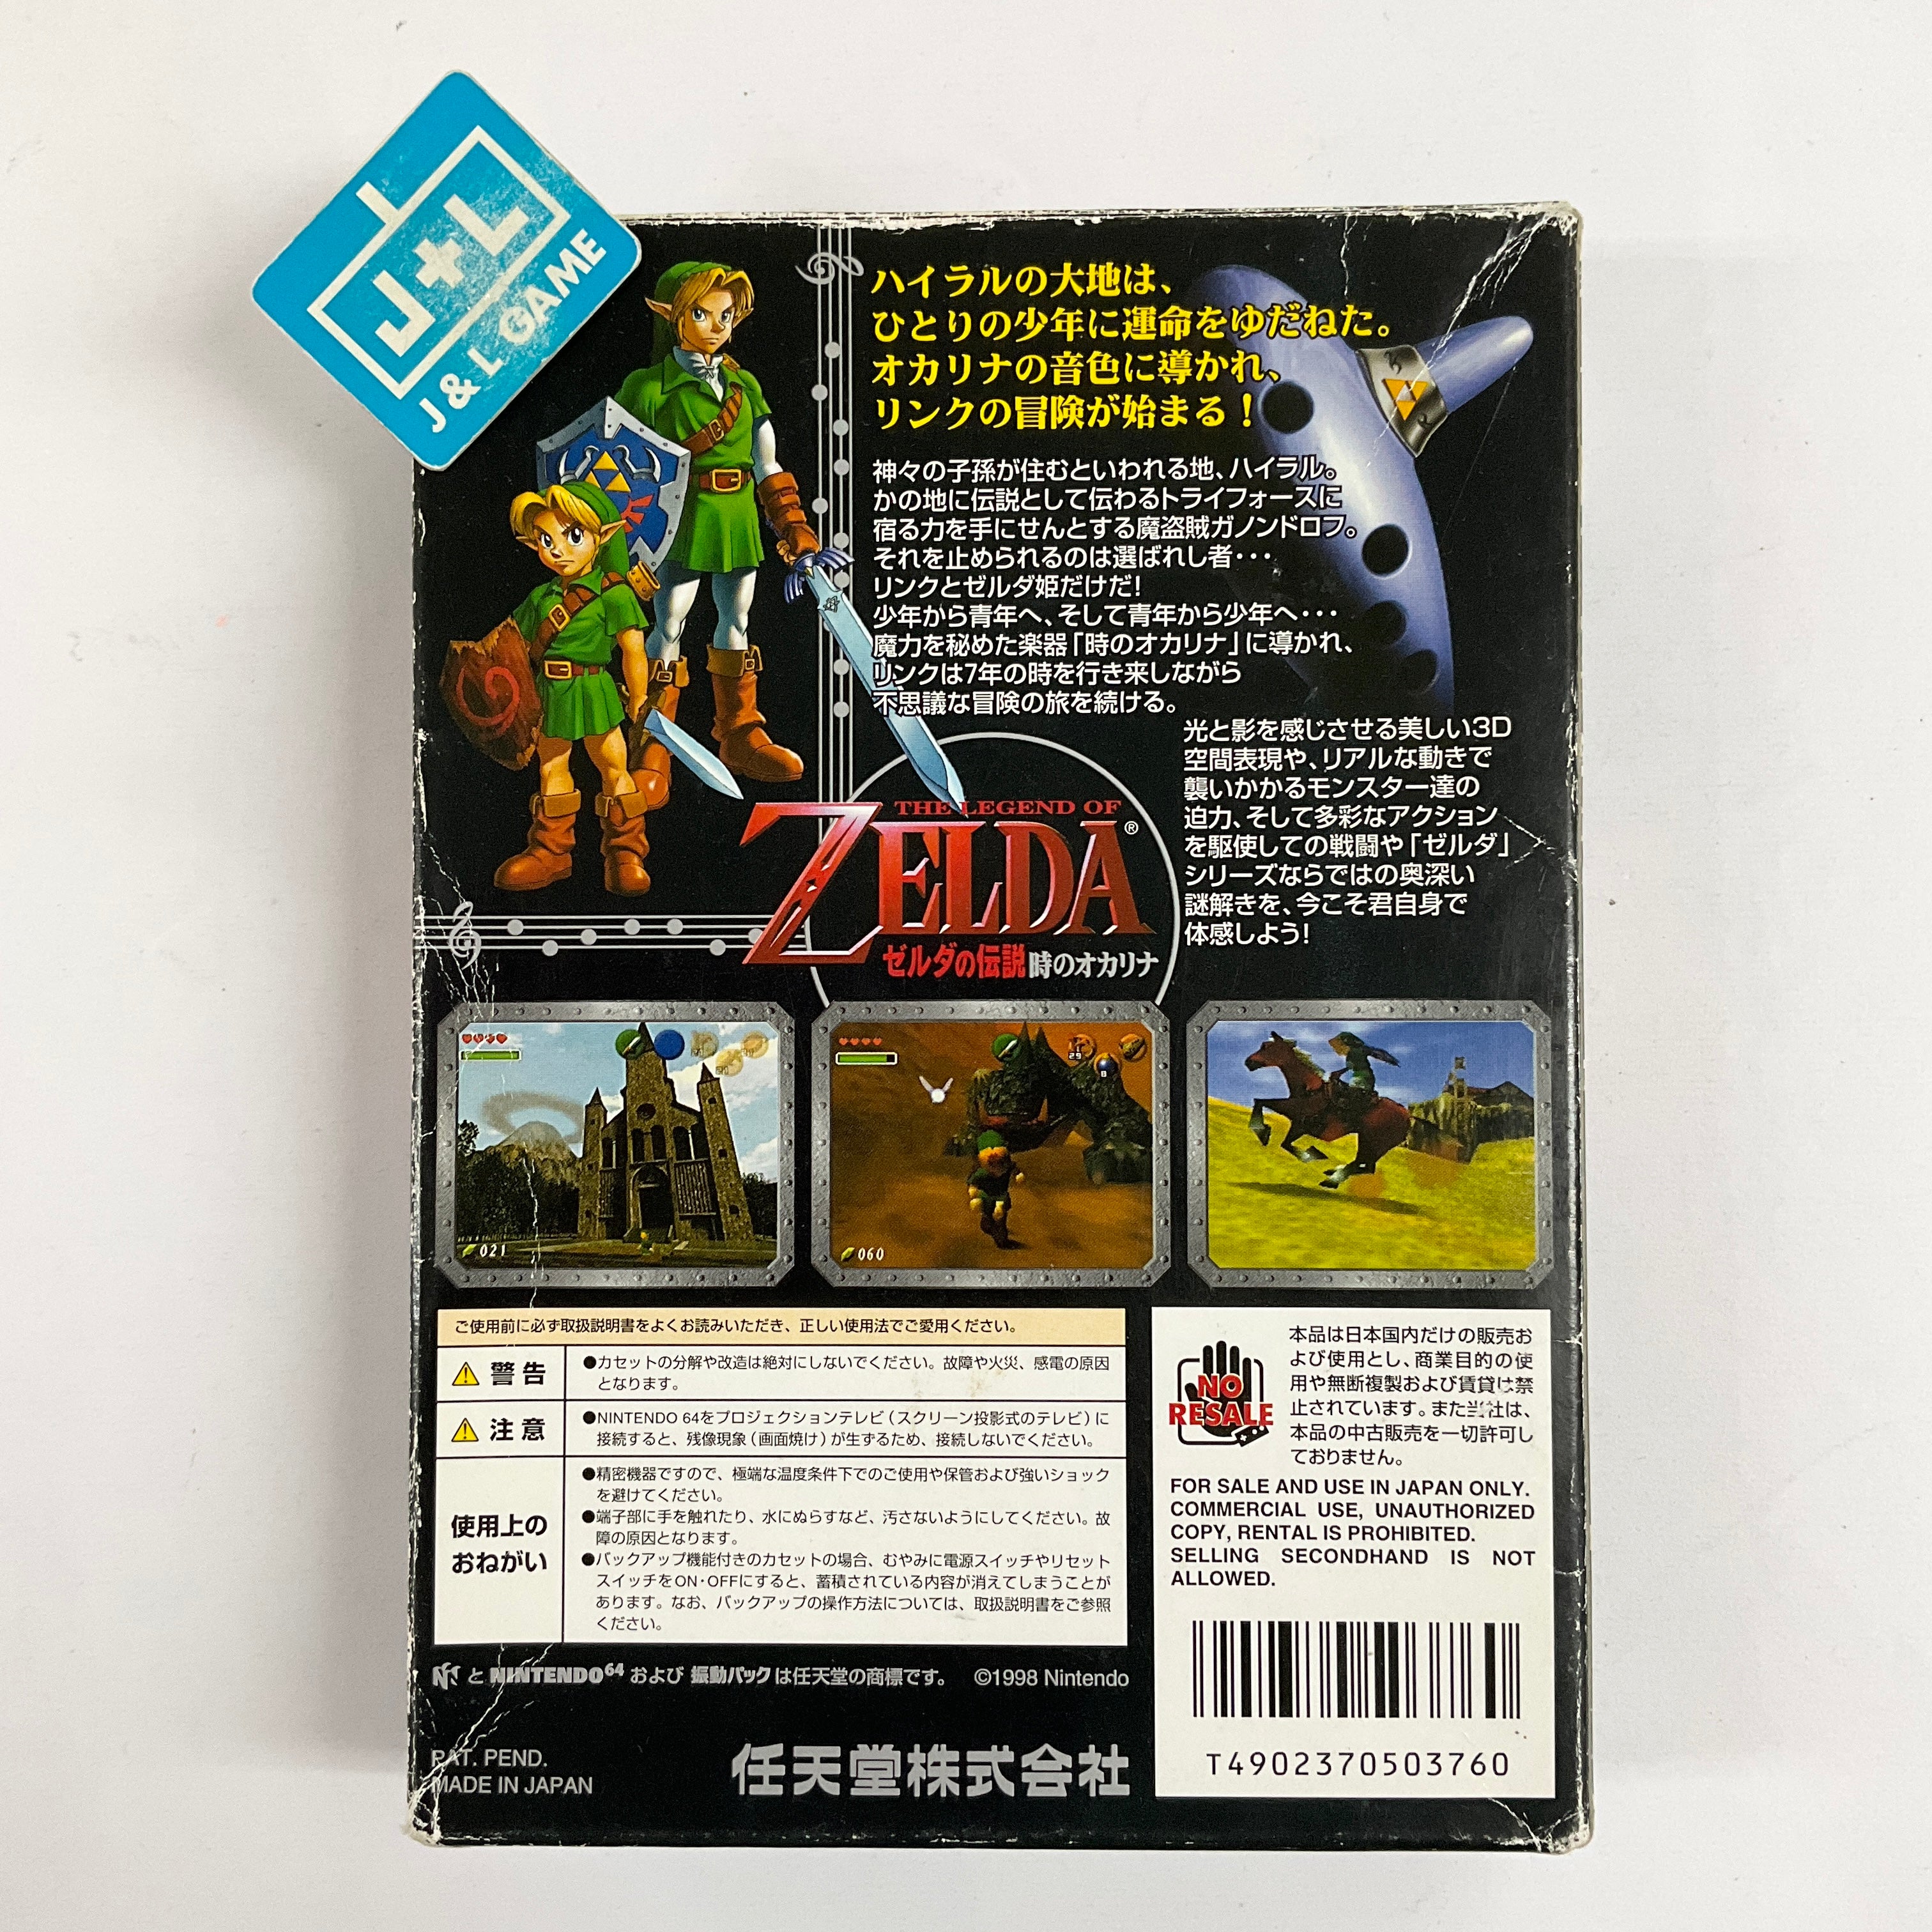 J+L
J & L GAME
ハイラルの大地は、
ひとりの少年に運命をゆだねた。
オカリナの音色に導かれ、
リンクの冒険が始まる！
神々の子孫が住むといわれる地、ハイラル。
かの地に伝説として伝わるトライフォースに
宿る力を手にせんとする魔盗賊ガノンドロフ。
それを止められるのは選ばれし者･･･
リンクとゼルダ姫だけだ!
少年から青年へ、そして青年から少年へ･･･
魔力を秘めた楽器「時のオカリナ」に導かれ、
リンクは7年の時を行き来しながら
不思議な冒険の旅を続ける。
光と影を感じさせる美しい3D
空間表現や、リアルな動きで
襲いかかるモンスター達の
迫力、そして多彩なアクション
を駆使しての戦闘や「ゼルダ」
シリーズならではの奥深い
謎解きを、今こそ君自身で
体感しよう!
THE LEGEND OF
ZELDA®
ゼルダの伝説 時のオカリナ
021
29
060
ご使用前に必ず取扱説明書をよくお読みいただき、正しい使用法でご愛用ください。
警告
●カセットの分解や改造は絶対にしないでください。故障や火災、感電の原因
となります。
注意
●NINTENDO 64をプロジェクションテレビ（スクリーン投影式のテレビ）に
接続すると、残像現象（画面焼け）が生ずるため、接続しないでください。
使用上の
おねがい
●精密機器ですので、極端な温度条件下でのご使用や保管および強いショック
を避けてください。
●端子部に手を触れたり、水にぬらすなど、汚さないようにしてください。故
障の原因となります。
●バックアップ機能付きのカセットの場合、むやみに電源スイッチやリセット
スイッチをON・OFFにすると、蓄積されている内容が消えてしまうことが
あります。なお、バックアップの操作方法については、取扱説明書をご参照
ください。
NO
RESALE
本品は日本国内だけの販売お
よび使用とし、商業目的の使
用や無断複製および賃貸は禁
止されています。また当社は、
本品の中古販売を一切許可し
ておりません。
FOR SALE AND USE IN JAPAN ONLY.
COMMERCIAL USE, UNAUTHORIZED
COPY, RENTAL IS PROHIBITED.
SELLING SECONDHAND IS NOT
ALLOWED.
T4902370503760
と NINTENDO64 および 振動パック は任天堂の商標です。 ©1998 Nintendo
PAT. PEND.
MADE IN JAPAN
任天堂株式会社